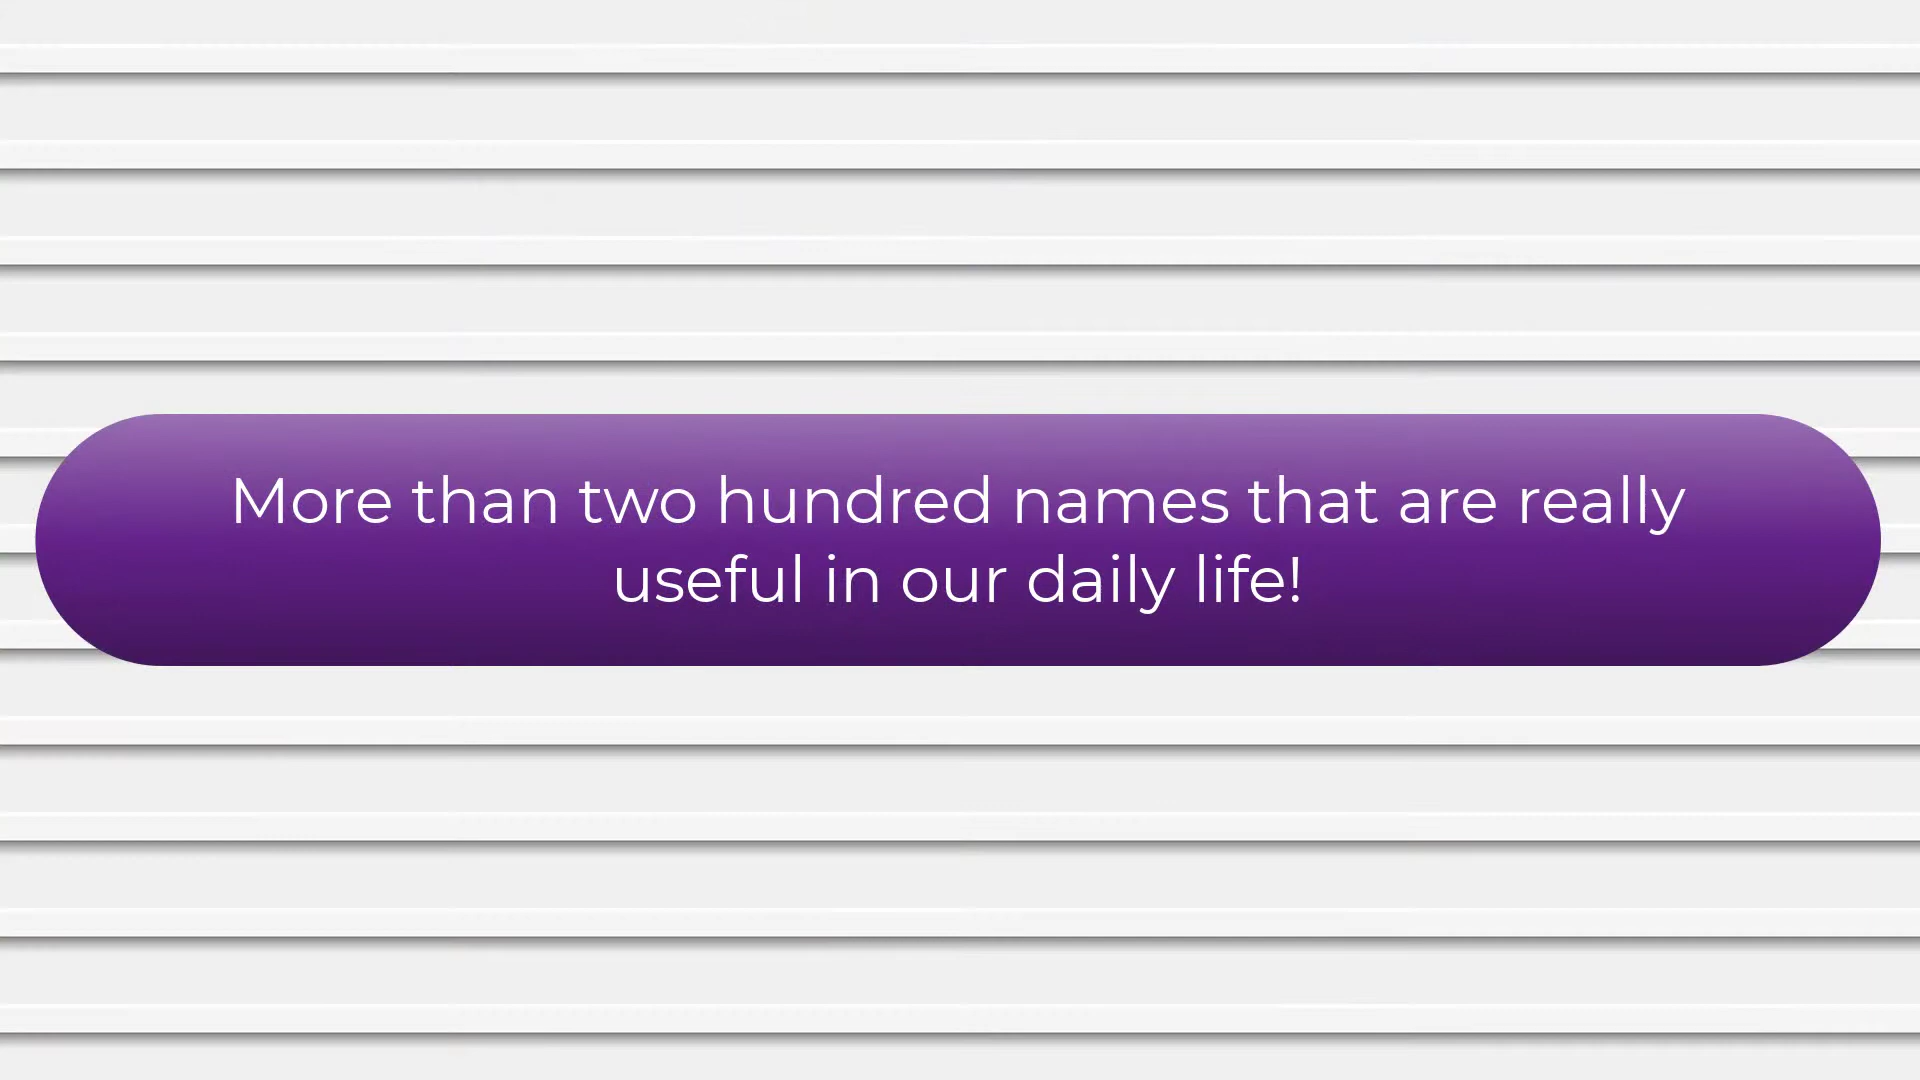 More than two hundred names that are really
useful in our daily life!